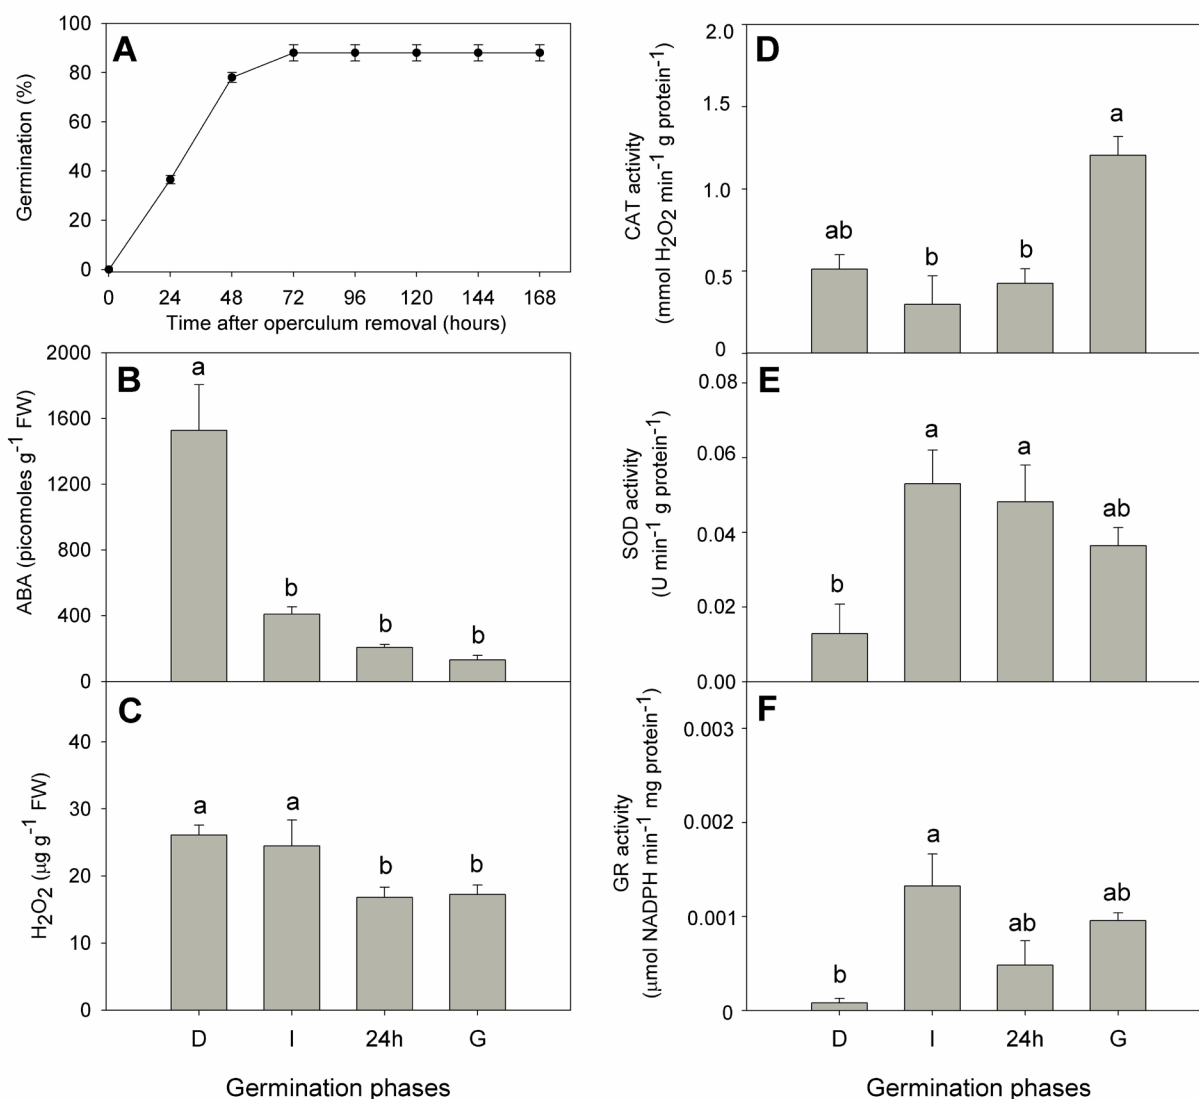 A
100
80
60
40
20
0
Germination (%)
0 24 48 72 96 120 144 168
Time after operculum removal (hours)
B
2000
1600
1200
800
400
0
ABA (picomoles g⁻¹ FW)
a b b b
C
40
30
20
10
0
H₂O₂ (µg g⁻¹ FW)
a a b b
D I 24h G
Germination phases
D
2.0
1.5
1.0
0.5
0
CAT activity
(mmol H₂O₂ min⁻¹ g protein⁻¹)
ab b b a
E
0.08
0.06
0.04
0.02
0.00
SOD activity
(U min⁻¹ g protein⁻¹)
b a a ab
F
0.003
0.002
0.001
0
GR activity
(µmol NADPH min⁻¹ mg protein⁻¹)
b a ab ab
D I 24h G
Germination phases